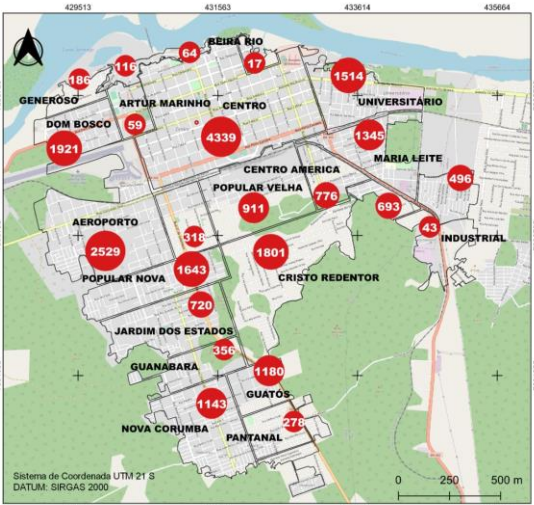 429513 431563 433614 435664
BEIRA RIO
64
17
116
186
1514
GENEROSO
ARTUR MARINHO
CENTRO
UNIVERSITÁRIO
DOM BOSCO
59
1921
4339
1345
MARIA LEITE
CENTRO AMERICA
496
POPULAR VELHA
776
693
911
AEROPORTO
43
318
INDUSTRIAL
2529
1801
1643
POPULAR NOVA
CRISTO REDENTOR
720
JARDIM DOS ESTADOS
356
GUANABARA
1180
GUATÓS
1143
278
NOVA CORUMBA
PANTANAL
Sistema de Coordenada UTM 21 S
DATUM: SIRGAS 2000
0 250 500 m